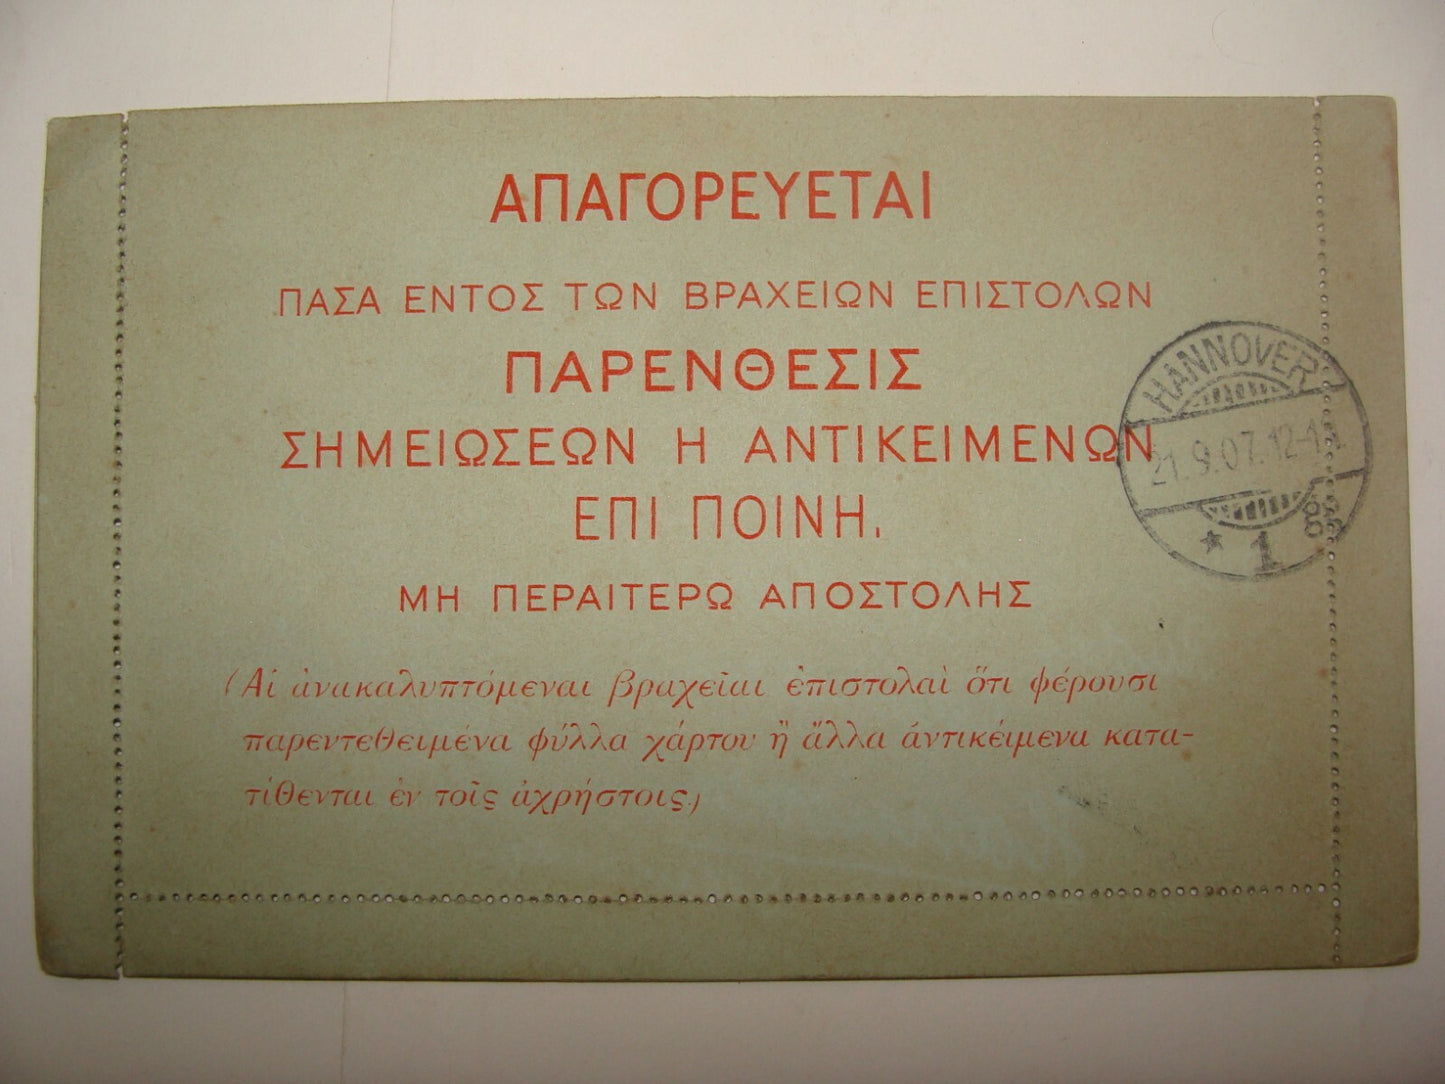 ΑΠΑΓΟΡΕΥΕΤΑΙ
ΠΑΣΑ ΕΝΤΟΣ ΤΩΝ ΒΡΑΧΕΙΩΝ ΕΠΙΣΤΟΛΩΝ
ΠΑΡΕΝΘΕΣΙΣ
ΣΗΜΕΙΩΣΕΩΝ Η ΑΝΤΙΚΕΙΜΕΝΩΝ
ΕΠΙ ΠΟΙΝΗ.
ΜΗ ΠΕΡΑΙΤΕΡΩ ΑΠΟΣΤΟΛΗΣ
(Αἱ ἀνακαλυπτόμεναι βραχεῖαι ἐπιστολαὶ ὅτι φέρουσι
παρεντεθειμένα φύλλα χάρτου ἢ ἄλλα ἀντικείμενα κατα-
τίθενται ἐν τοῖς ἀχρήστοις.)
HANNOVER
21.9.07.12-1
* 1